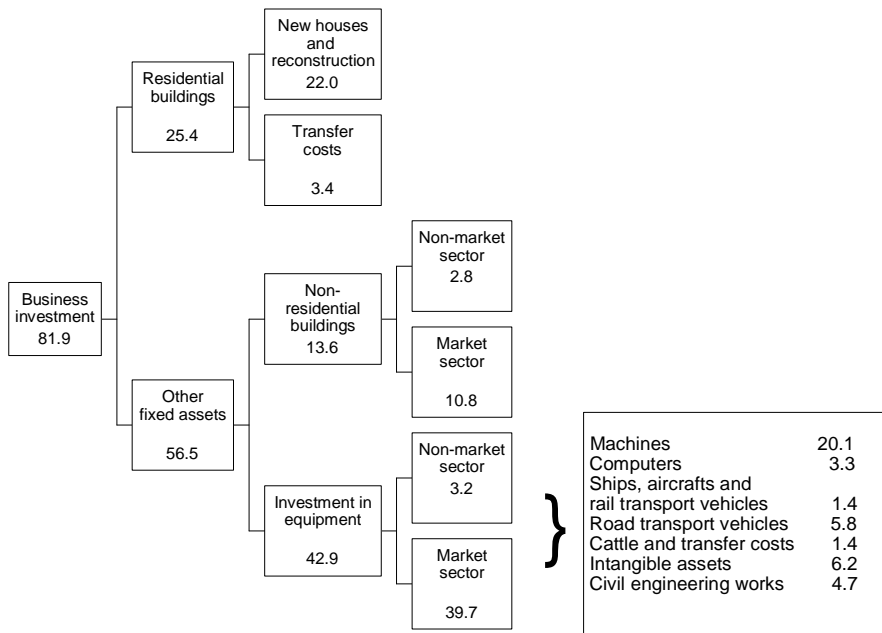 New houses
and
reconstruction
22.0
Residential
buildings
25.4
Transfer
costs
3.4
Non-market
sector
2.8
Non-
residential
buildings
13.6
Business
investment
81.9
Market
sector
10.8
Other
fixed assets
56.5
Non-market
sector
3.2
Investment in
equipment
42.9
Market
sector
39.7
}
Machines 20.1
Computers 3.3
Ships, aircrafts and
rail transport vehicles 1.4
Road transport vehicles 5.8
Cattle and transfer costs 1.4
Intangible assets 6.2
Civil engineering works 4.7